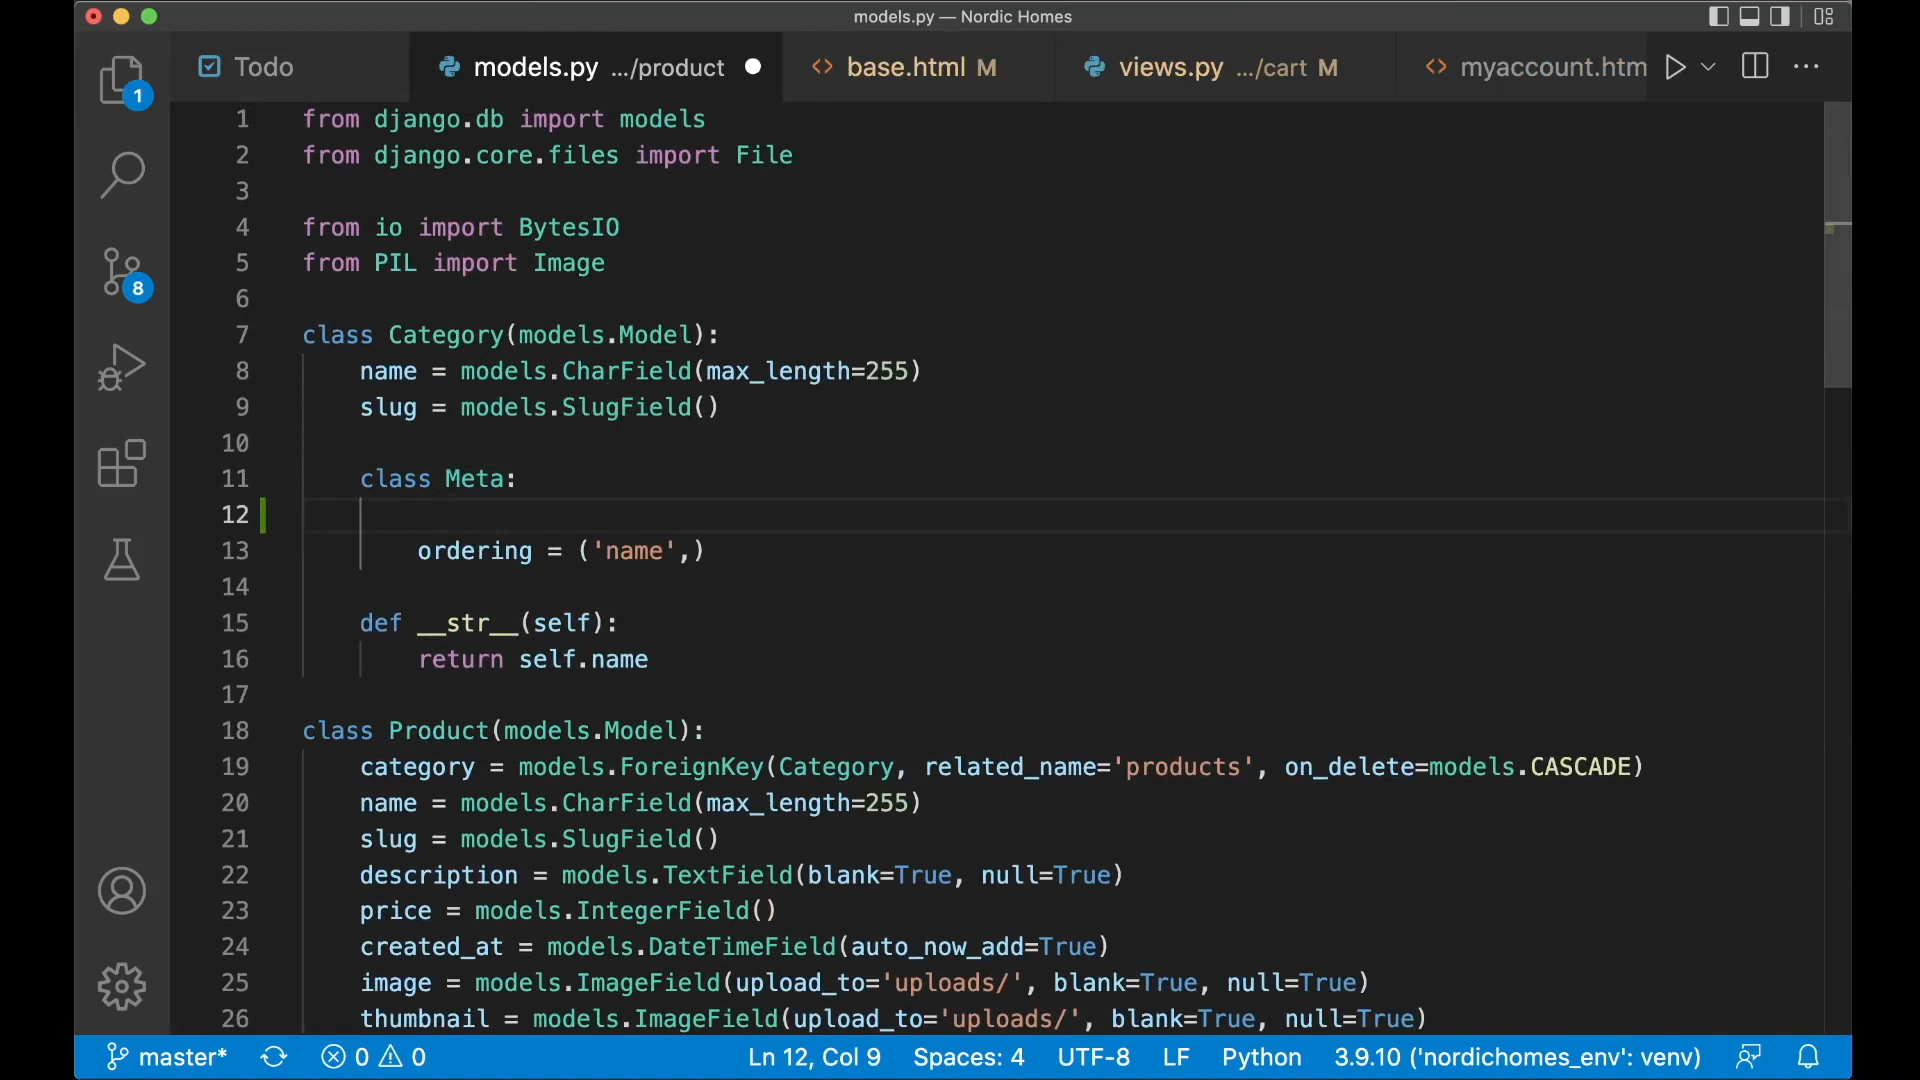 models.py — Nordic Homes
Todo
models.py .../product
base.html M
views.py .../cart M
myaccount.htm
1
8
1 from django.db import models
2 from django.core.files import File
3
4 from io import BytesIO
5 from PIL import Image
6
7 class Category(models.Model):
8 name = models.CharField(max_length=255)
9 slug = models.SlugField()
10
11 class Meta:
12
13 ordering = ('name',)
14
15 def __str__(self):
16 return self.name
17
18 class Product(models.Model):
19 category = models.ForeignKey(Category, related_name='products', on_delete=models.CASCADE)
20 name = models.CharField(max_length=255)
21 slug = models.SlugField()
22 description = models.TextField(blank=True, null=True)
23 price = models.IntegerField()
24 created_at = models.DateTimeField(auto_now_add=True)
25 image = models.ImageField(upload_to='uploads/', blank=True, null=True)
26 thumbnail = models.ImageField(upload_to='uploads/', blank=True, null=True)
master* 0 0 Ln 12, Col 9 Spaces: 4 UTF-8 LF Python 3.9.10 ('nordichomes_env': venv)